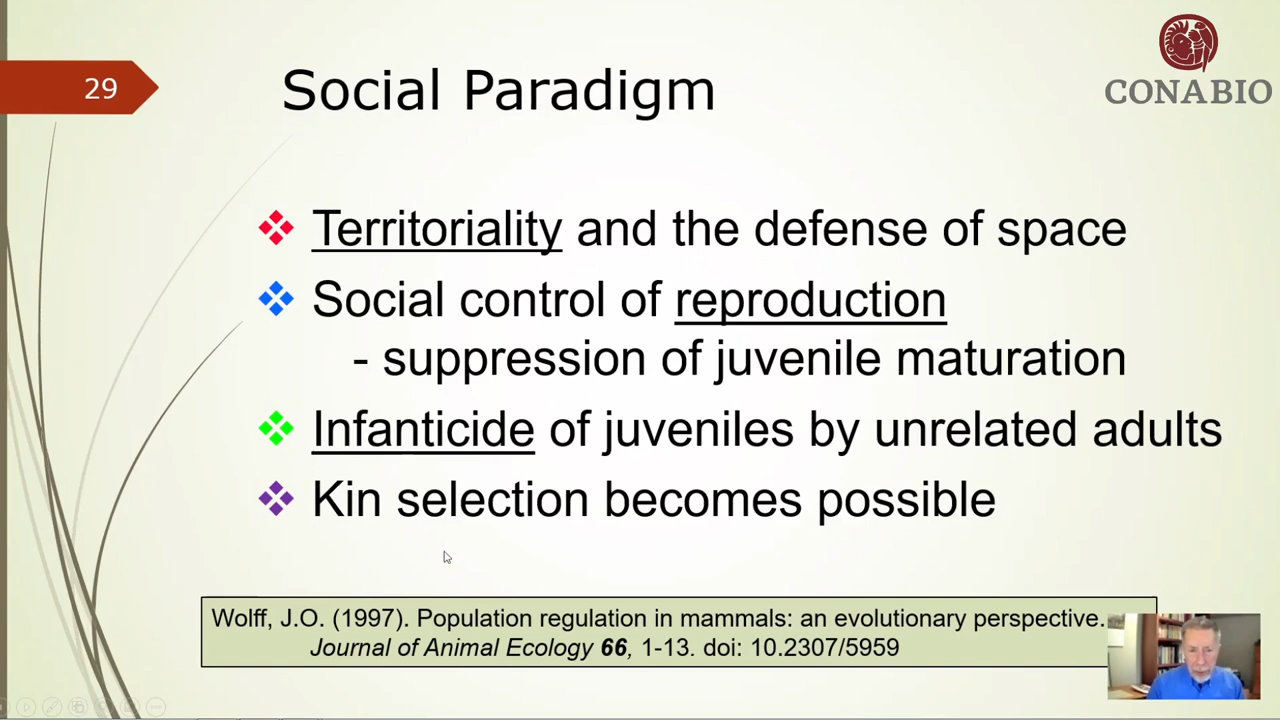 29
Social Paradigm
CONABIO
Territoriality and the defense of space
Social control of reproduction
- suppression of juvenile maturation
Infanticide of juveniles by unrelated adults
Kin selection becomes possible
Wolff, J.O. (1997). Population regulation in mammals: an evolutionary perspective.
Journal of Animal Ecology 66, 1-13. doi: 10.2307/5959